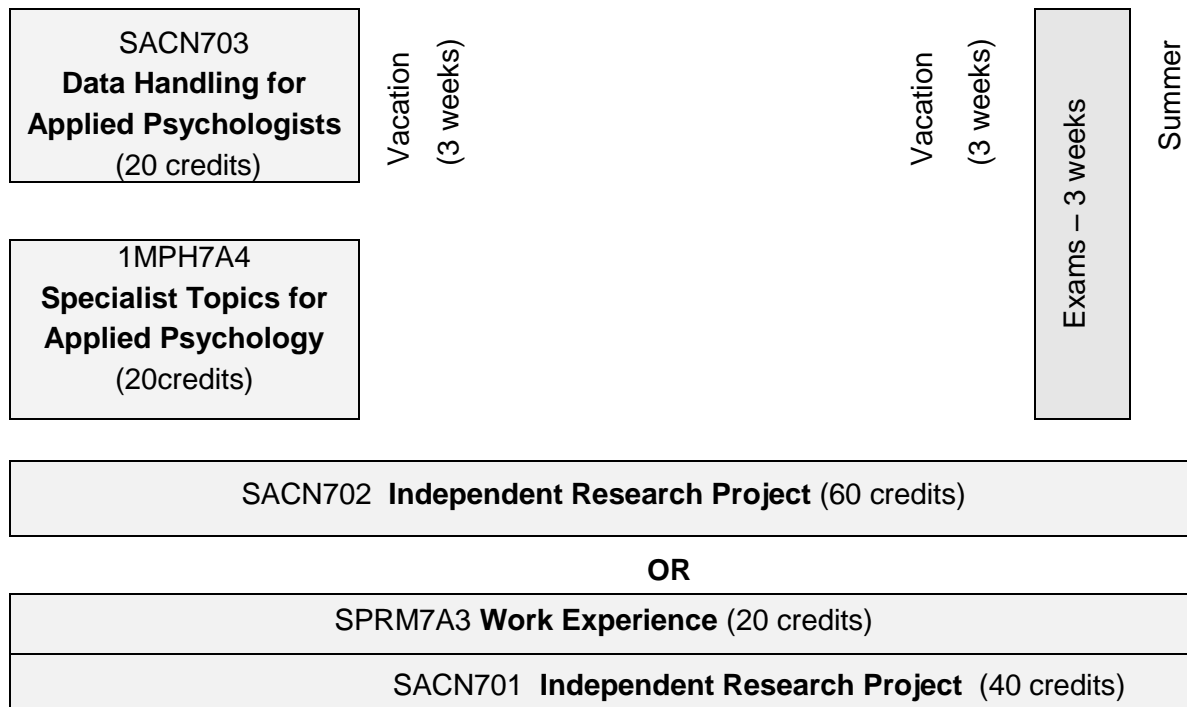 SACN703
Data Handling for
Applied Psychologists
(20 credits)
Vacation
(3 weeks)
Vacation
(3 weeks)
Exams – 3 weeks
Summer
1MPH7A4
Specialist Topics for
Applied Psychology
(20credits)
SACN702 Independent Research Project (60 credits)
OR
SPRM7A3 Work Experience (20 credits)
SACN701 Independent Research Project (40 credits)